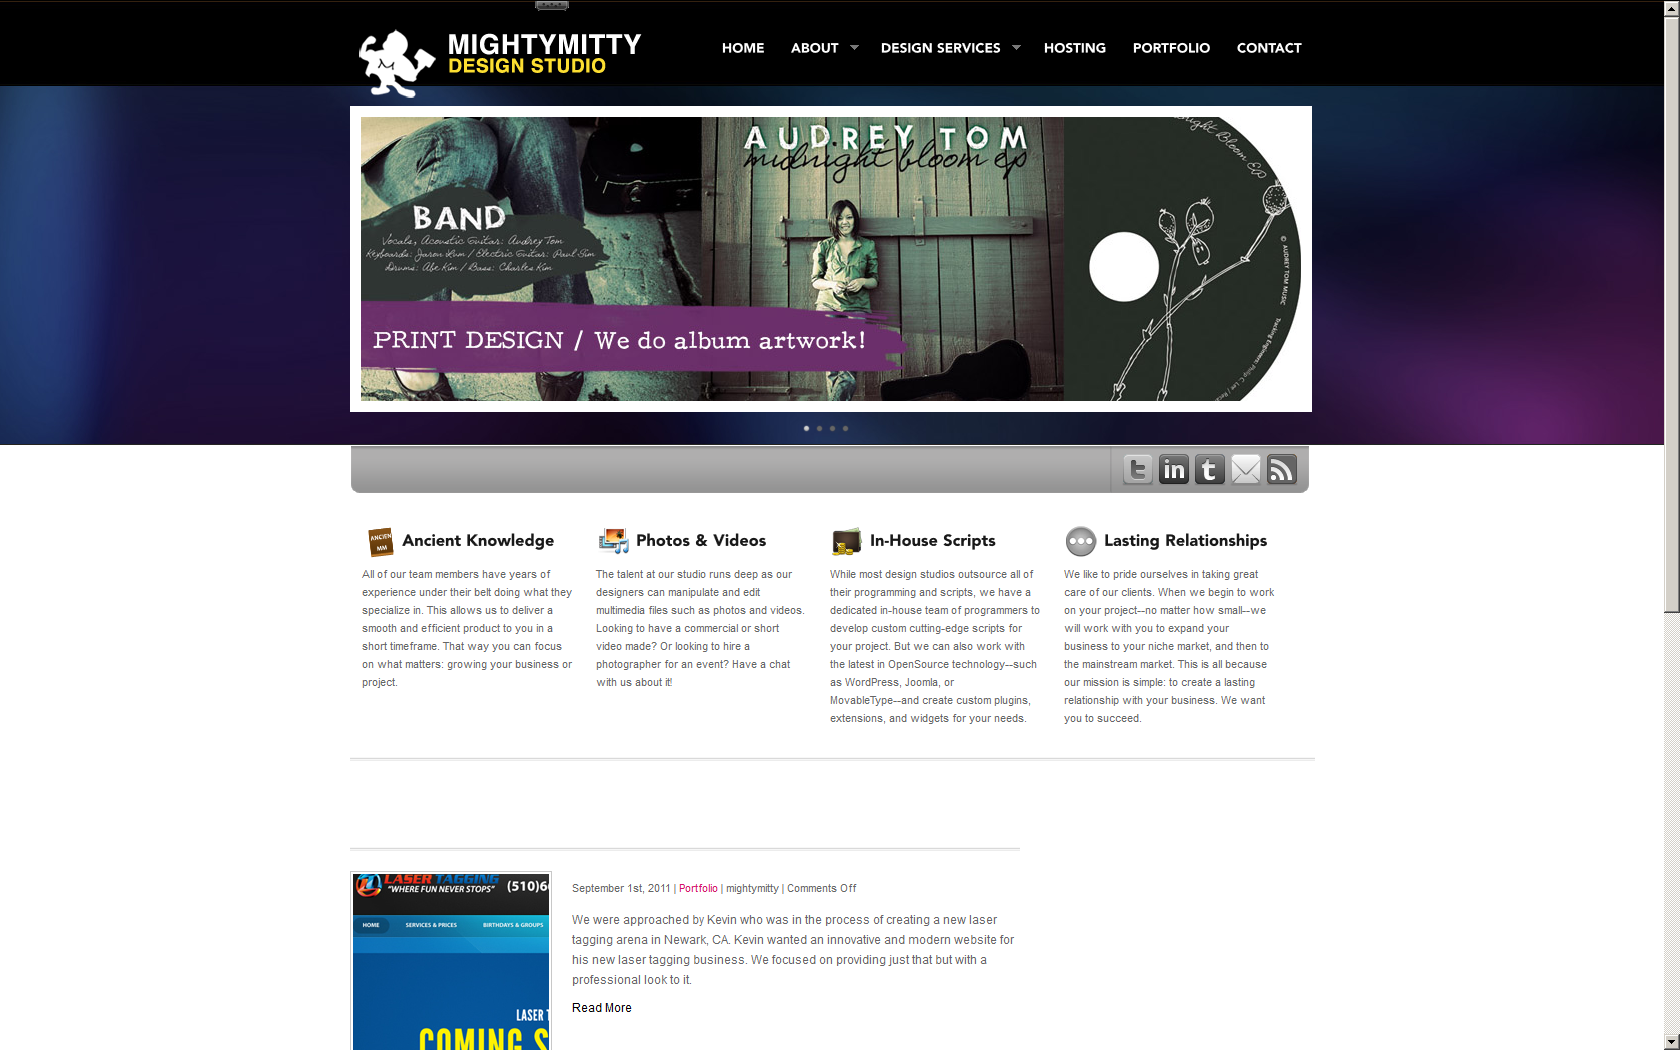 MIGHTYMITTY
DESIGN STUDIO
HOME
ABOUT
DESIGN SERVICES
HOSTING
PORTFOLIO
CONTACT
AUDREY TOM
midnight bloom ep
BAND
Vocals, Acoustic Guitar: Audrey Tom
Keyboards: Jaron Lum / Electric Guitar: Paul Kim
Drums: Abe Kim / Bass: Charles Kim
PRINT DESIGN / We do album artwork!
night Bloom EP
© AUDREY TOM MUSIC
Ancient Knowledge
All of our team members have years of
experience under their belt doing what they
specialize in. This allows us to deliver a
smooth and efficient product to you in a
short timeframe. That way you can focus
on what matters: growing your business or
project.
Photos & Videos
The talent at our studio runs deep as our
designers can manipulate and edit
multimedia files such as photos and videos.
Looking to have a commercial or short
video made? Or looking to hire a
photographer for an event? Have a chat
with us about it!
In-House Scripts
While most design studios outsource all of
their programming and scripts, we have a
dedicated in-house team of programmers to
develop custom cutting-edge scripts for
your project. But we can also work with
the latest in OpenSource technology--such
as WordPress, Joomla, or
MovableType--and create custom plugins,
extensions, and widgets for your needs.
Lasting Relationships
We like to pride ourselves in taking great
care of our clients. When we begin to work
on your project--no matter how small--we
will work with you to expand your
business to your niche market, and then to
the mainstream market. This is all because
our mission is simple: to create a lasting
relationship with your business. We want
you to succeed.
LASER TAGGING
"WHERE FUN NEVER STOPS"
(510)6
HOME
SERVICES & PRICES
BIRTHDAYS & GROUPS
LASER T
COMING S
September 1st, 2011 | Portfolio | mightymitty | Comments Off
We were approached by Kevin who was in the process of creating a new laser
tagging arena in Newark, CA. Kevin wanted an innovative and modern website for
his new laser tagging business. We focused on providing just that but with a
professional look to it.
Read More